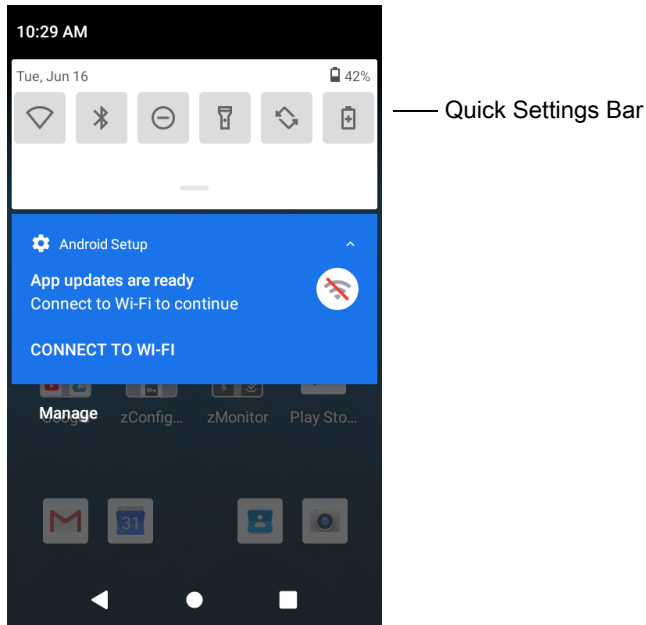 10:29 AM
Tue, Jun 16
42%
Quick Settings Bar
Android Setup
App updates are ready
Connect to Wi-Fi to continue
CONNECT TO WI-FI
Manage
zConfig...
zMonitor
Play Sto...
31